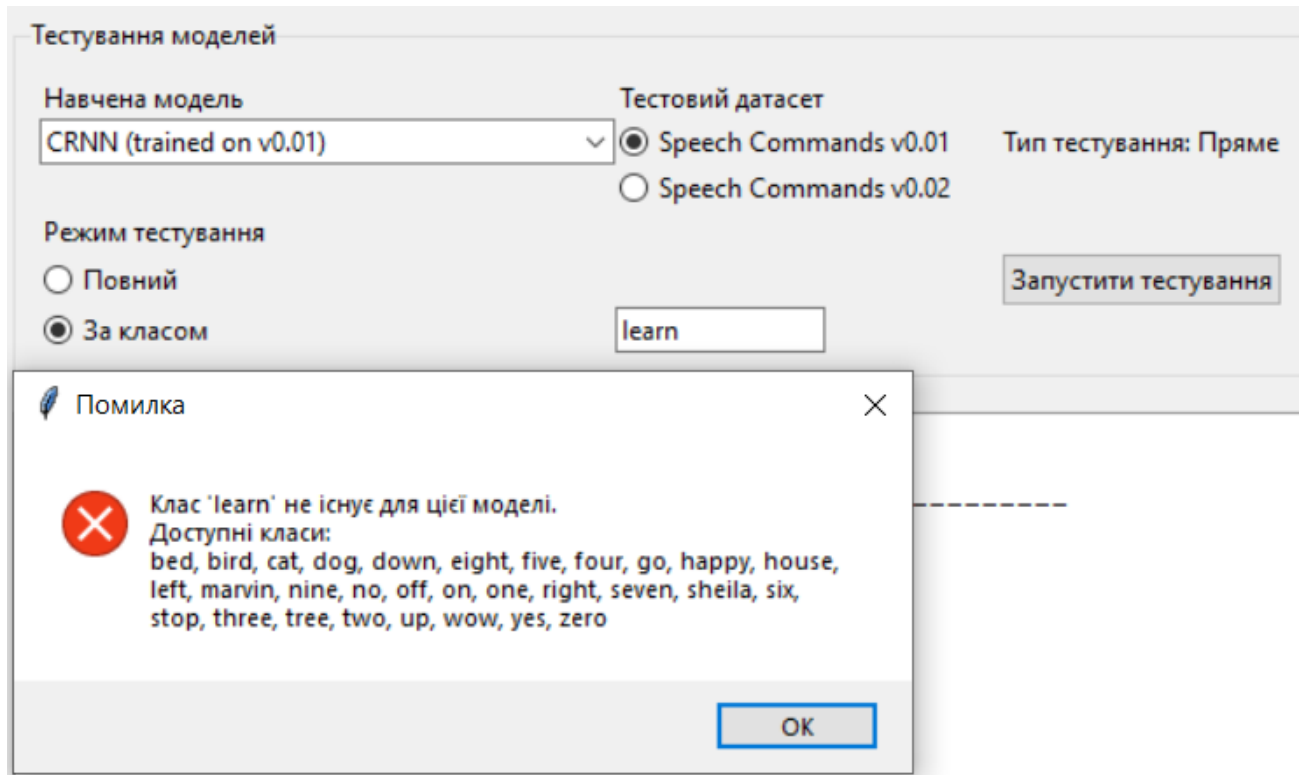 Тестування моделей
Навчена модель
Тестовий датасет
CRNN (trained on v0.01)
Speech Commands v0.01
Тип тестування: Пряме
Speech Commands v0.02
Режим тестування
Повний
Запустити тестування
За класом
learn
Помилка
Клас 'learn' не існує для цієї моделі.
Доступні класи:
bed, bird, cat, dog, down, eight, five, four, go, happy, house,
left, marvin, nine, no, off, on, one, right, seven, sheila, six,
stop, three, tree, two, up, wow, yes, zero
----------
OK